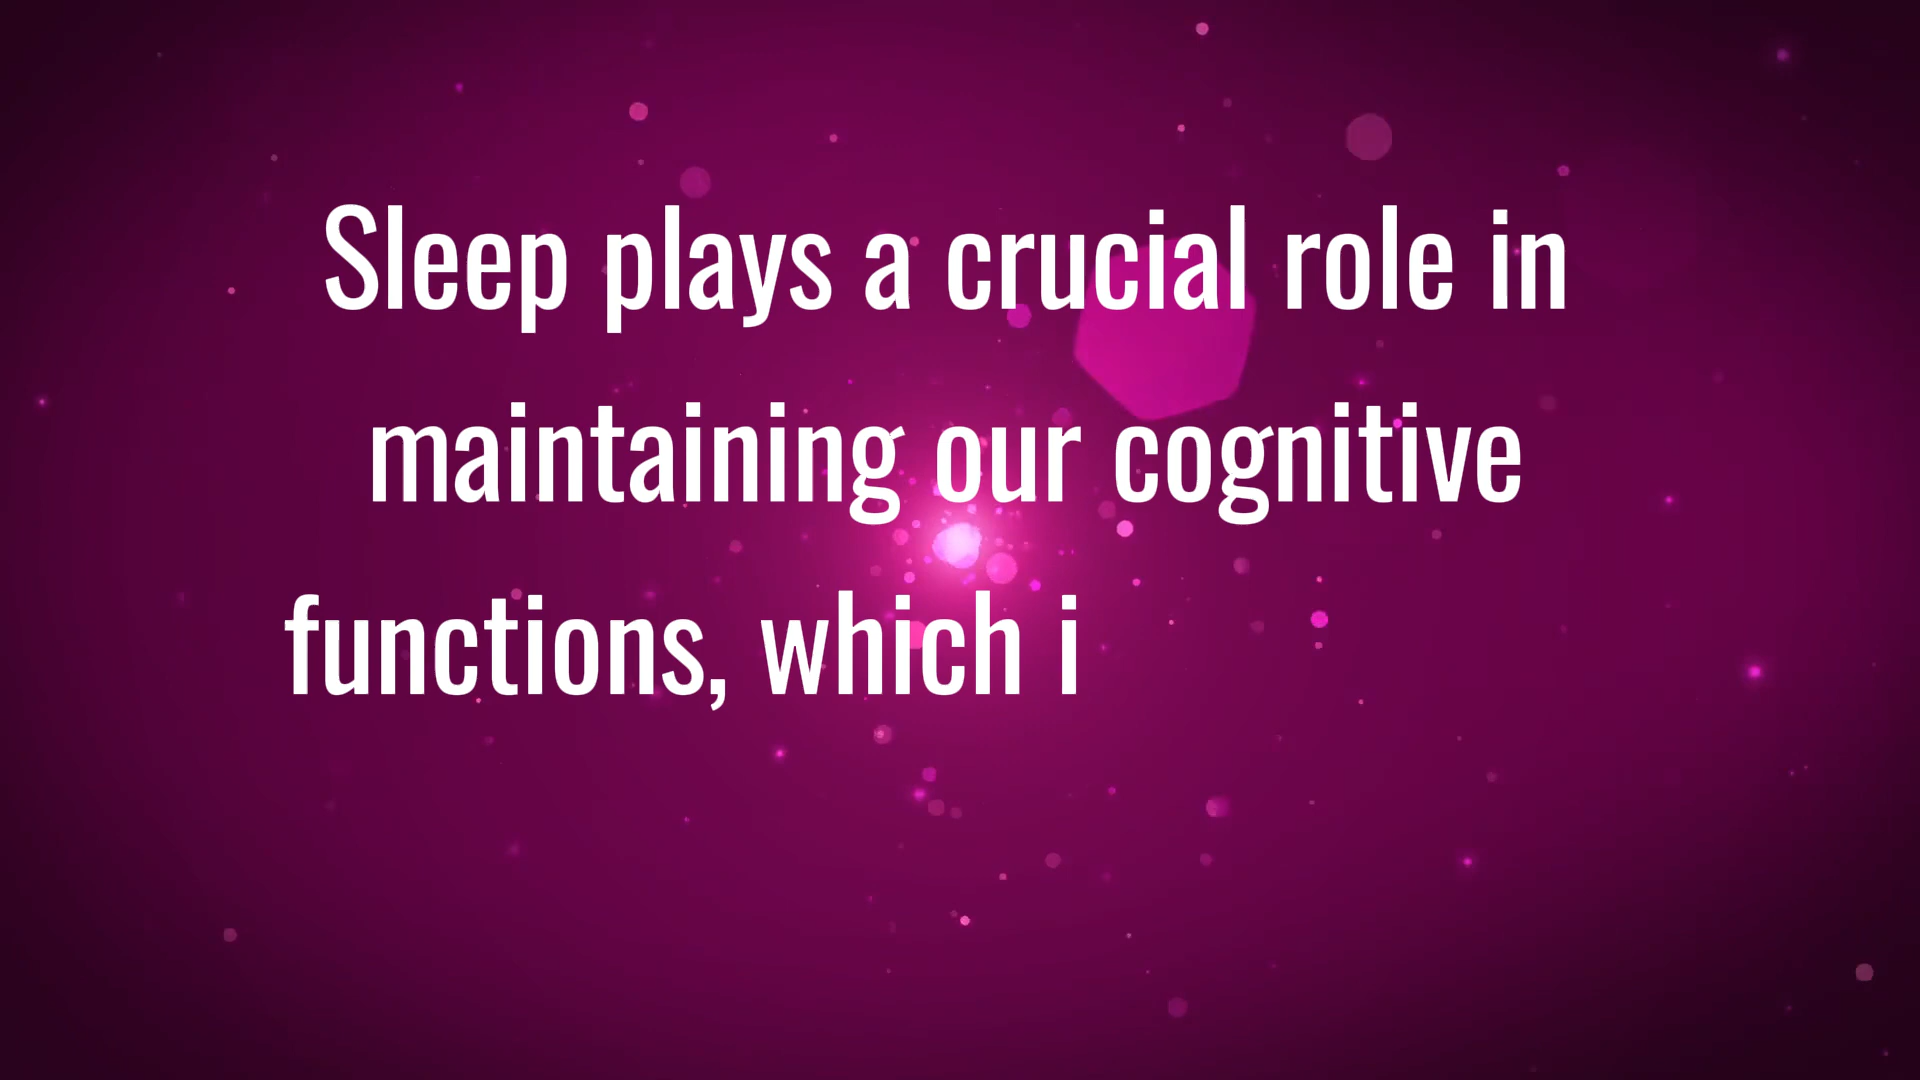 Sleep plays a crucial role in
maintaining our cognitive
functions, which i